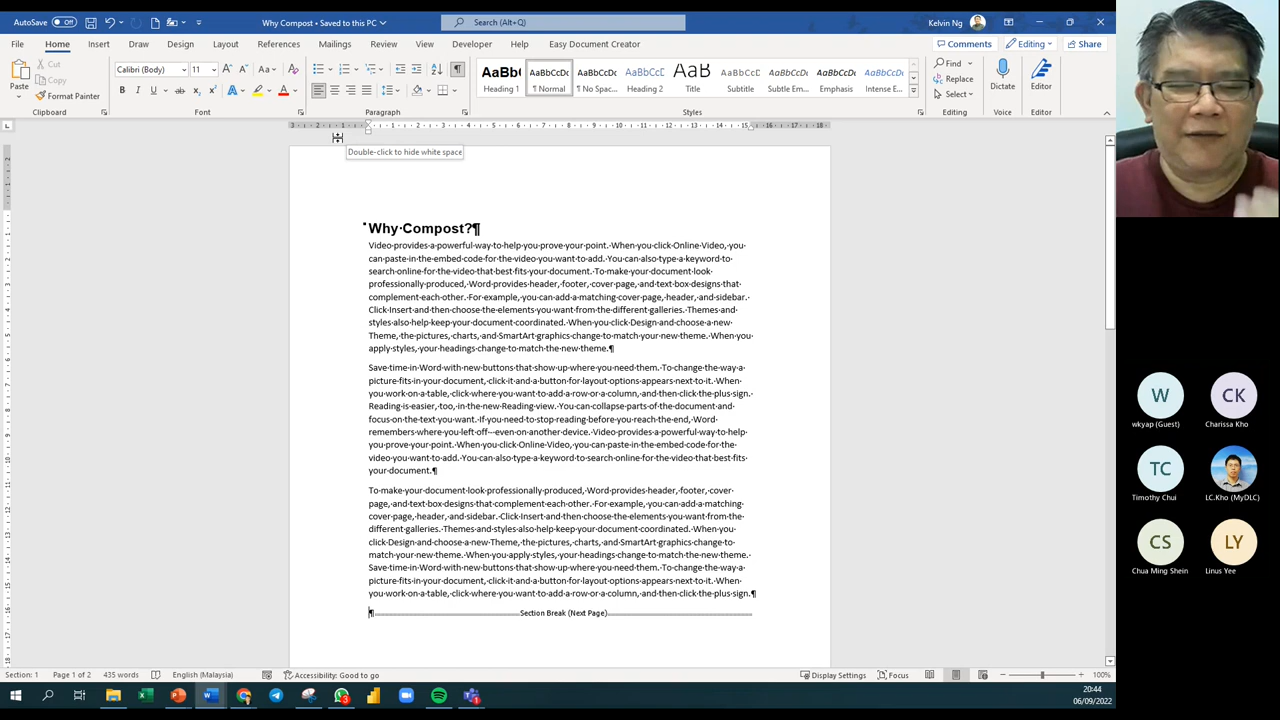 AutoSave Off Why Compost • Saved to this PC Search (Alt+Q) Kelvin Ng
File Home Insert Draw Design Layout References Mailings Review View Developer Help Easy Document Creator Comments Editing Share
Paste Cut Copy Format Painter
Calibri (Body) 11
AaBb( AaBbCcDc AaBbCcDc AaBbCcD AaB AaBbCcD AaBbCcDc AaBbCcDc AaBbCcDc
Heading 1 ¶ Normal ¶ No Spac... Heading 2 Title Subtitle Subtle Em... Emphasis Intense E...
Find Replace Select Dictate Editor
Clipboard Font Paragraph Styles Editing Voice Editor
Double-click to hide white space
Why·Compost?¶
Video·provides·a·powerful·way·to·help·you·prove·your·point.·When·you·click·Online·Video,·you·
can·paste·in·the·embed·code·for·the·video·you·want·to·add.·You·can·also·type·a·keyword·to·
search·online·for·the·video·that·best·fits·your·document.·To·make·your·document·look·
professionally·produced,·Word·provides·header,·footer,·cover·page,·and·text·box·designs·that·
complement·each·other.·For·example,·you·can·add·a·matching·cover·page,·header,·and·sidebar.·
Click·Insert·and·then·choose·the·elements·you·want·from·the·different·galleries.·Themes·and·
styles·also·help·keep·your·document·coordinated.·When·you·click·Design·and·choose·a·new·
Theme,·the·pictures,·charts,·and·SmartArt·graphics·change·to·match·your·new·theme.·When·you·
apply·styles,·your·headings·change·to·match·the·new·theme.¶
Save·time·in·Word·with·new·buttons·that·show·up·where·you·need·them.·To·change·the·way·a·
picture·fits·in·your·document,·click·it·and·a·button·for·layout·options·appears·next·to·it.·When·
you·work·on·a·table,·click·where·you·want·to·add·a·row·or·a·column,·and·then·click·the·plus·sign.·
Reading·is·easier,·too,·in·the·new·Reading·view.·You·can·collapse·parts·of·the·document·and·
focus·on·the·text·you·want.·If·you·need·to·stop·reading·before·you·reach·the·end,·Word·
remembers·where·you·left·off·-·even·on·another·device.·Video·provides·a·powerful·way·to·help·
you·prove·your·point.·When·you·click·Online·Video,·you·can·paste·in·the·embed·code·for·the·
video·you·want·to·add.·You·can·also·type·a·keyword·to·search·online·for·the·video·that·best·fits·
your·document.¶
To·make·your·document·look·professionally·produced,·Word·provides·header,·footer,·cover·
page,·and·text·box·designs·that·complement·each·other.·For·example,·you·can·add·a·matching·
cover·page,·header,·and·sidebar.·Click·Insert·and·then·choose·the·elements·you·want·from·the·
different·galleries.·Themes·and·styles·also·help·keep·your·document·coordinated.·When·you·
click·Design·and·choose·a·new·Theme,·the·pictures,·charts,·and·SmartArt·graphics·change·to·
match·your·new·theme.·When·you·apply·styles,·your·headings·change·to·match·the·new·theme.·
Save·time·in·Word·with·new·buttons·that·show·up·where·you·need·them.·To·change·the·way·a·
picture·fits·in·your·document,·click·it·and·a·button·for·layout·options·appears·next·to·it.·When·
you·work·on·a·table,·click·where·you·want·to·add·a·row·or·a·column,·and·then·click·the·plus·sign.¶
¶ Section Break (Next Page)
W CK
wkyap (Guest) Charissa Kho
TC
Timothy Chui LC.Kho (MyDLC)
CS LY
Chua Ming Shein Linus Yee
Section: 1 Page 1 of 2 435 words English (Malaysia) Accessibility: Good to go Display Settings Focus 100%
20:44
06/09/2022